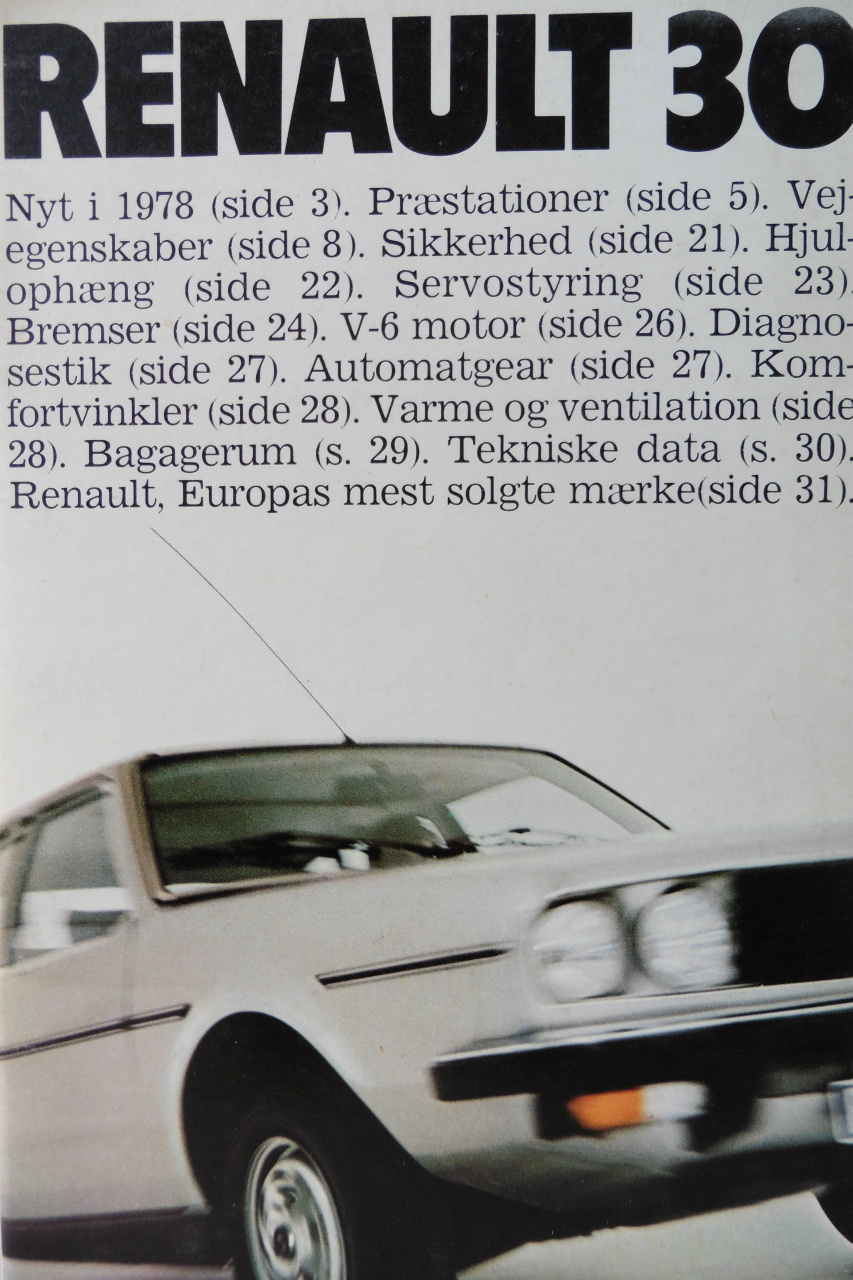 RENAULT 30
Nyt i 1978 (side 3). Præstationer (side 5). Vej-
egenskaber (side 8). Sikkerhed (side 21). Hjul-
ophæng (side 22). Servostyring (side 23).
Bremser (side 24). V-6 motor (side 26). Diagno-
sestik (side 27). Automatgear (side 27). Kom-
fortvinkler (side 28). Varme og ventilation (side
28). Bagagerum (s. 29). Tekniske data (s. 30).
Renault, Europas mest solgte mærke(side 31).